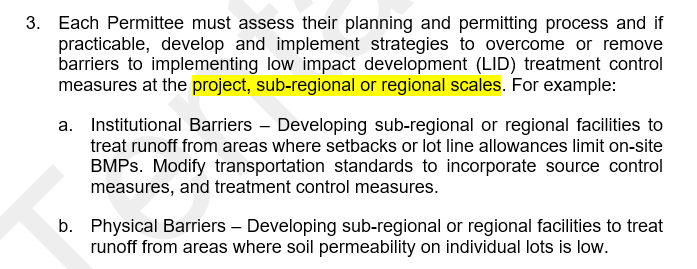 3. Each Permittee must assess their planning and permitting process and if
practicable, develop and implement strategies to overcome or remove
barriers to implementing low impact development (LID) treatment control
measures at the project, sub-regional or regional scales. For example:
a. Institutional Barriers – Developing sub-regional or regional facilities to
treat runoff from areas where setbacks or lot line allowances limit on-site
BMPs. Modify transportation standards to incorporate source control
measures, and treatment control measures.
b. Physical Barriers – Developing sub-regional or regional facilities to treat
runoff from areas where soil permeability on individual lots is low.